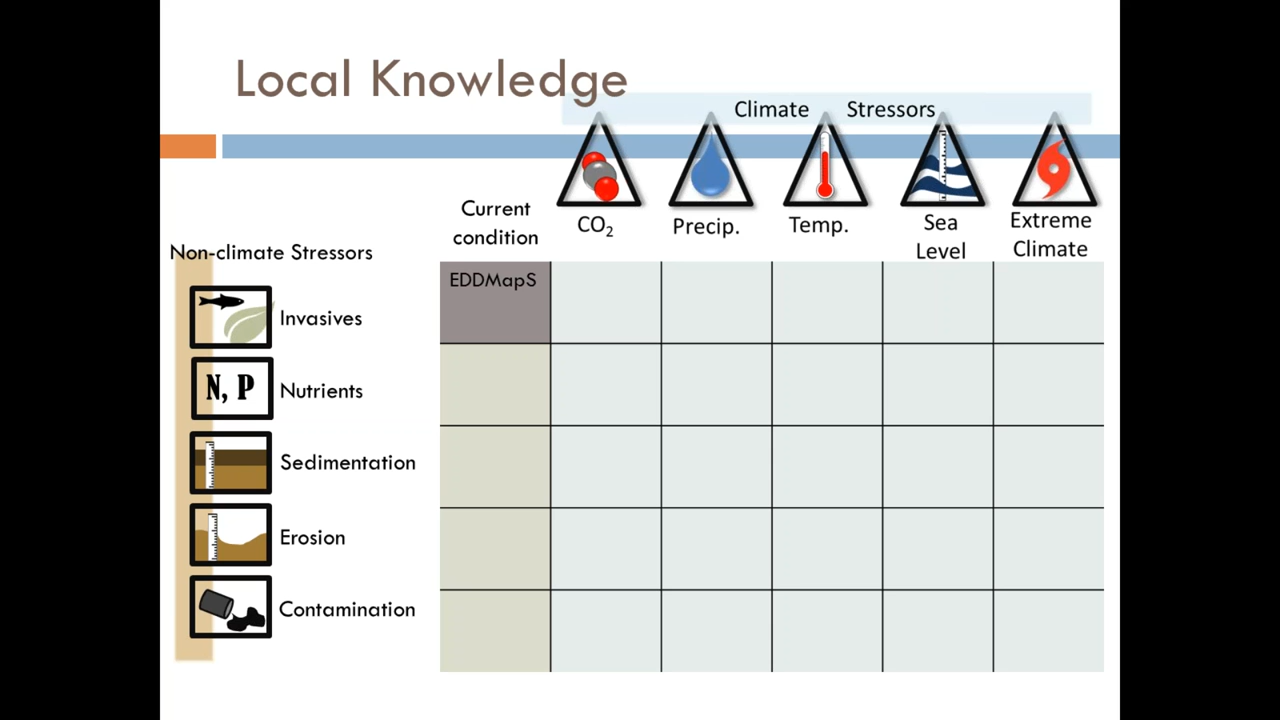 Local Knowledge
Climate Stressors
CO₂
Precip.
Temp.
Sea
Level
Extreme
Climate
Current
condition
Non-climate Stressors
EDDMapS
Invasives
N, P
Nutrients
Sedimentation
Erosion
Contamination